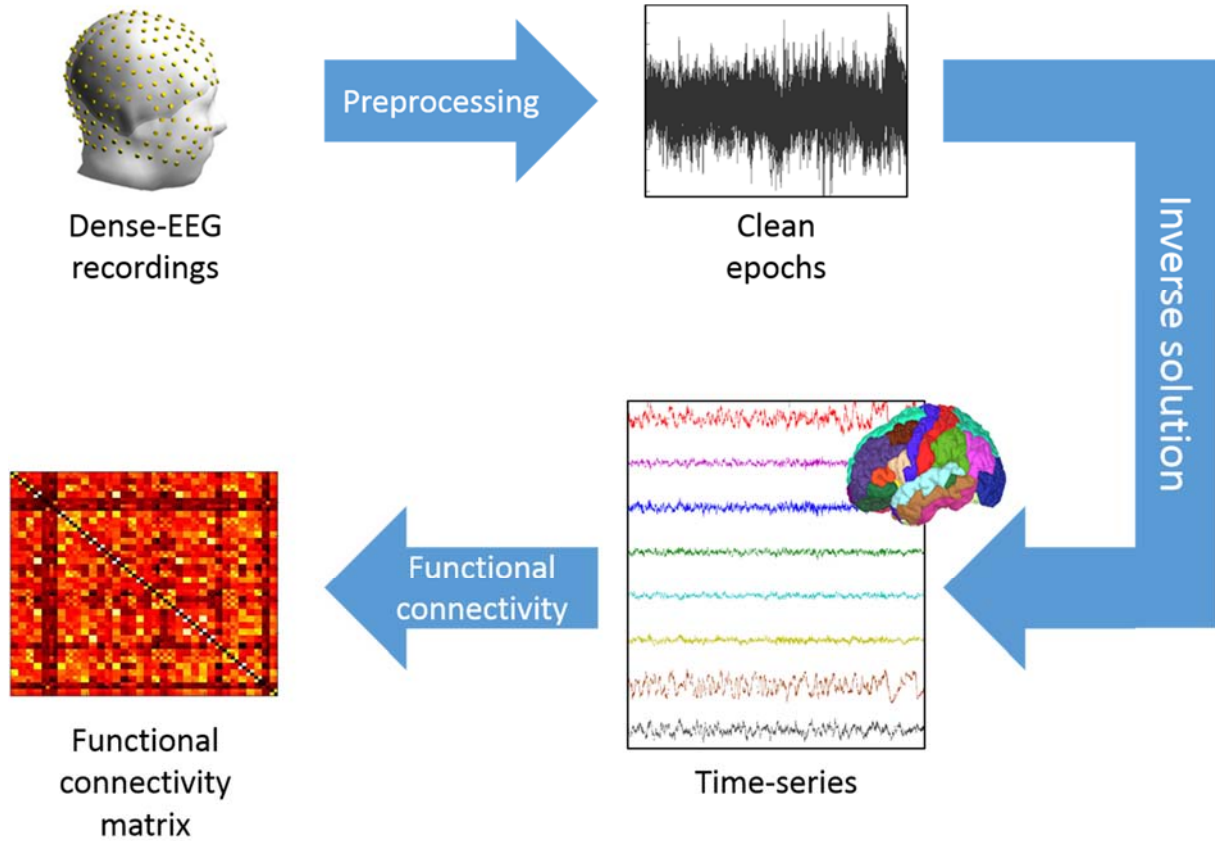 Preprocessing
Dense-EEG
recordings
Clean
epochs
Inverse solution
Functional
connectivity
Time-series
Functional
connectivity
matrix